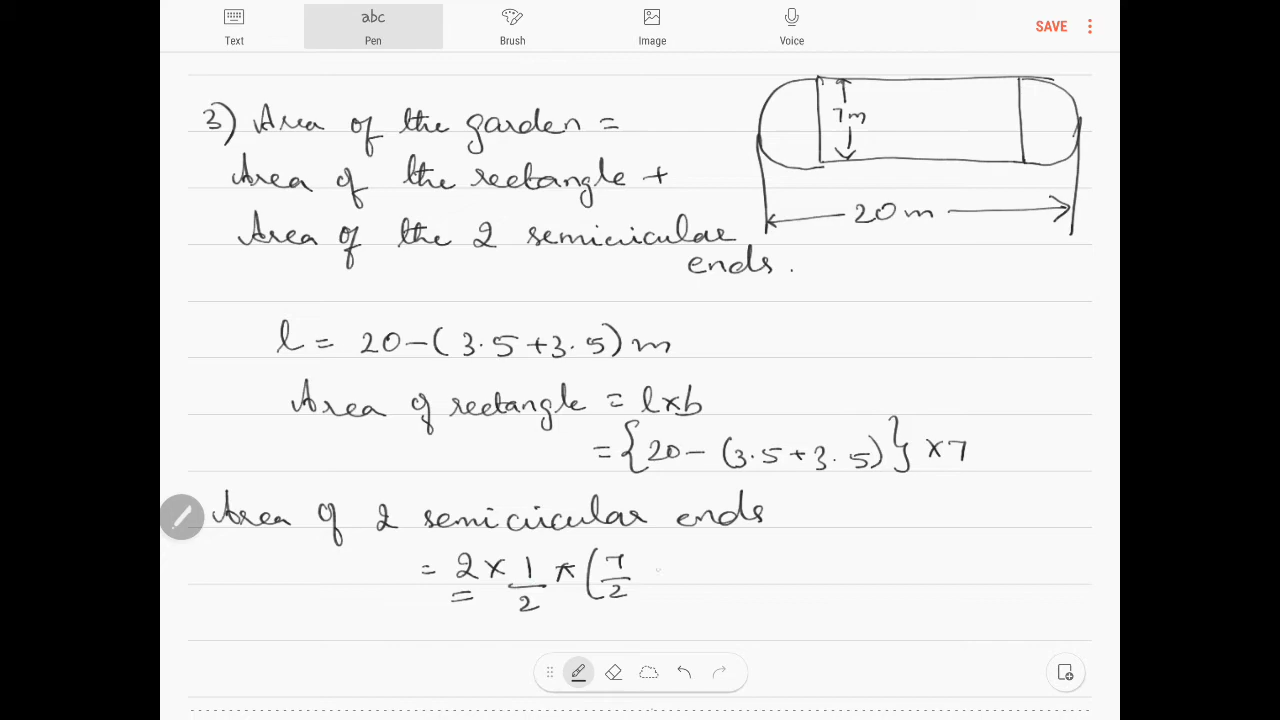 Text
abc
Pen
Brush
Image
Voice
SAVE
3) Area of the garden =
Area of the rectangle +
Area of the 2 semicircular
ends.
7m
20 m
l = 20-(3.5+3.5) m
Area of rectangle = l×b
= {20-(3.5+3.5)} ×7
Area of 2 semicircular ends
= 2 × 1/2 π (7/2